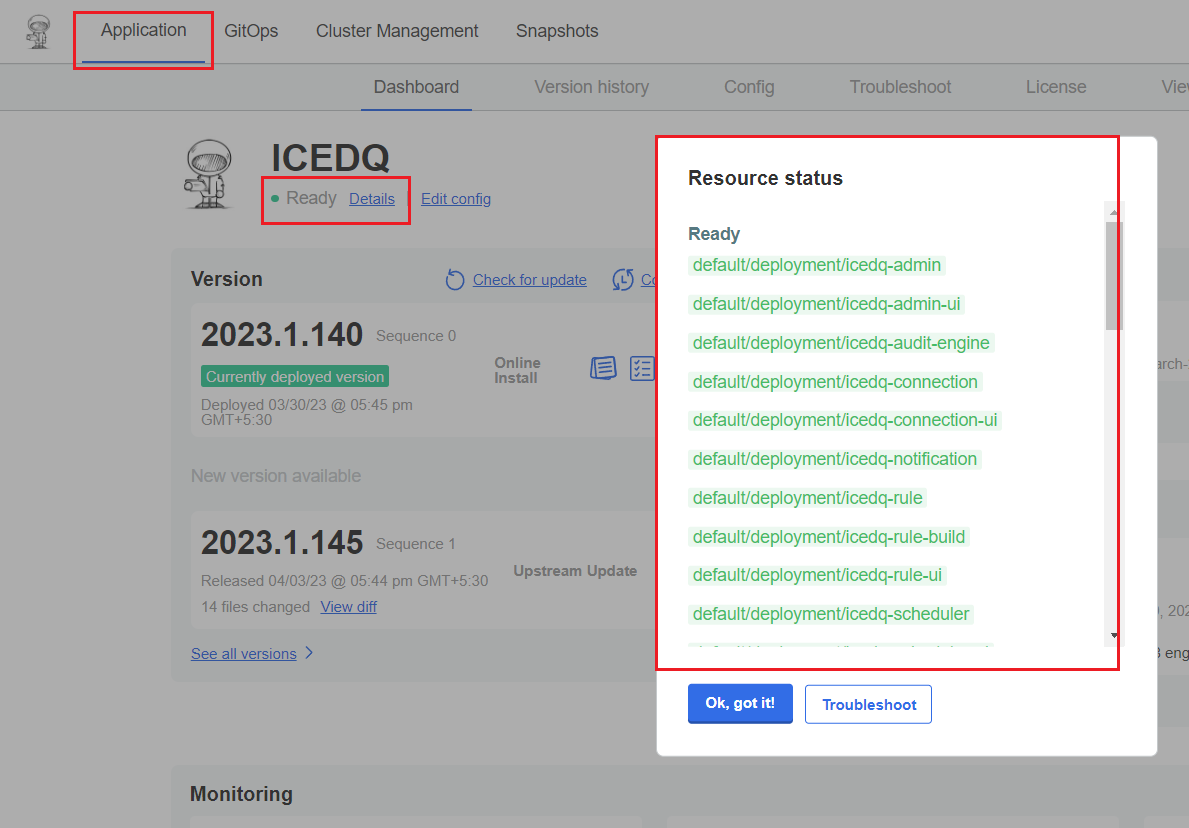 Application
GitOps
Cluster Management
Snapshots
Dashboard
Version history
Config
Troubleshoot
License
ICEDQ
Ready
Details
Edit config
Version
Check for update
2023.1.140
Sequence 0
Currently deployed version
Deployed 03/30/23 @ 05:45 pm
GMT+5:30
Online
Install
New version available
2023.1.145
Sequence 1
Released 04/03/23 @ 05:44 pm GMT+5:30
14 files changed
View diff
Upstream Update
See all versions
Monitoring
Resource status
Ready
default/deployment/icedq-admin
default/deployment/icedq-admin-ui
default/deployment/icedq-audit-engine
default/deployment/icedq-connection
default/deployment/icedq-connection-ui
default/deployment/icedq-notification
default/deployment/icedq-rule
default/deployment/icedq-rule-build
default/deployment/icedq-rule-ui
default/deployment/icedq-scheduler
Ok, got it!
Troubleshoot